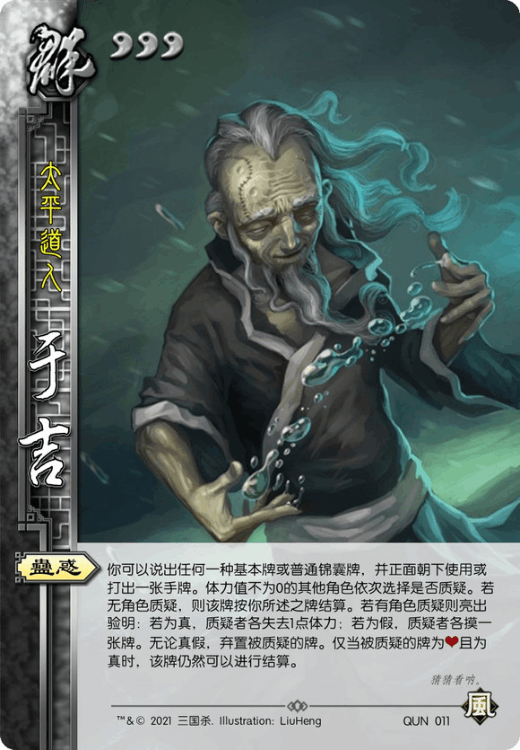 群
太平道人
于吉
蠱惑
你可以说出任何一种基本牌或普通锦囊牌，并正面朝下使用或
打出一张手牌。体力值不为0的其他角色依次选择是否质疑。若
无角色质疑，则该牌按你所述之牌结算。若有角色质疑则亮出
验明：若为真，质疑者各失去1点体力；若为假，质疑者各摸一
张牌。无论真假，弃置被质疑的牌。仅当被质疑的牌为❤且为
真时，该牌仍然可以进行结算。
猜猜看哟。
風
™&© 2021 三国杀. Illustration: LiuHeng
QUN 011